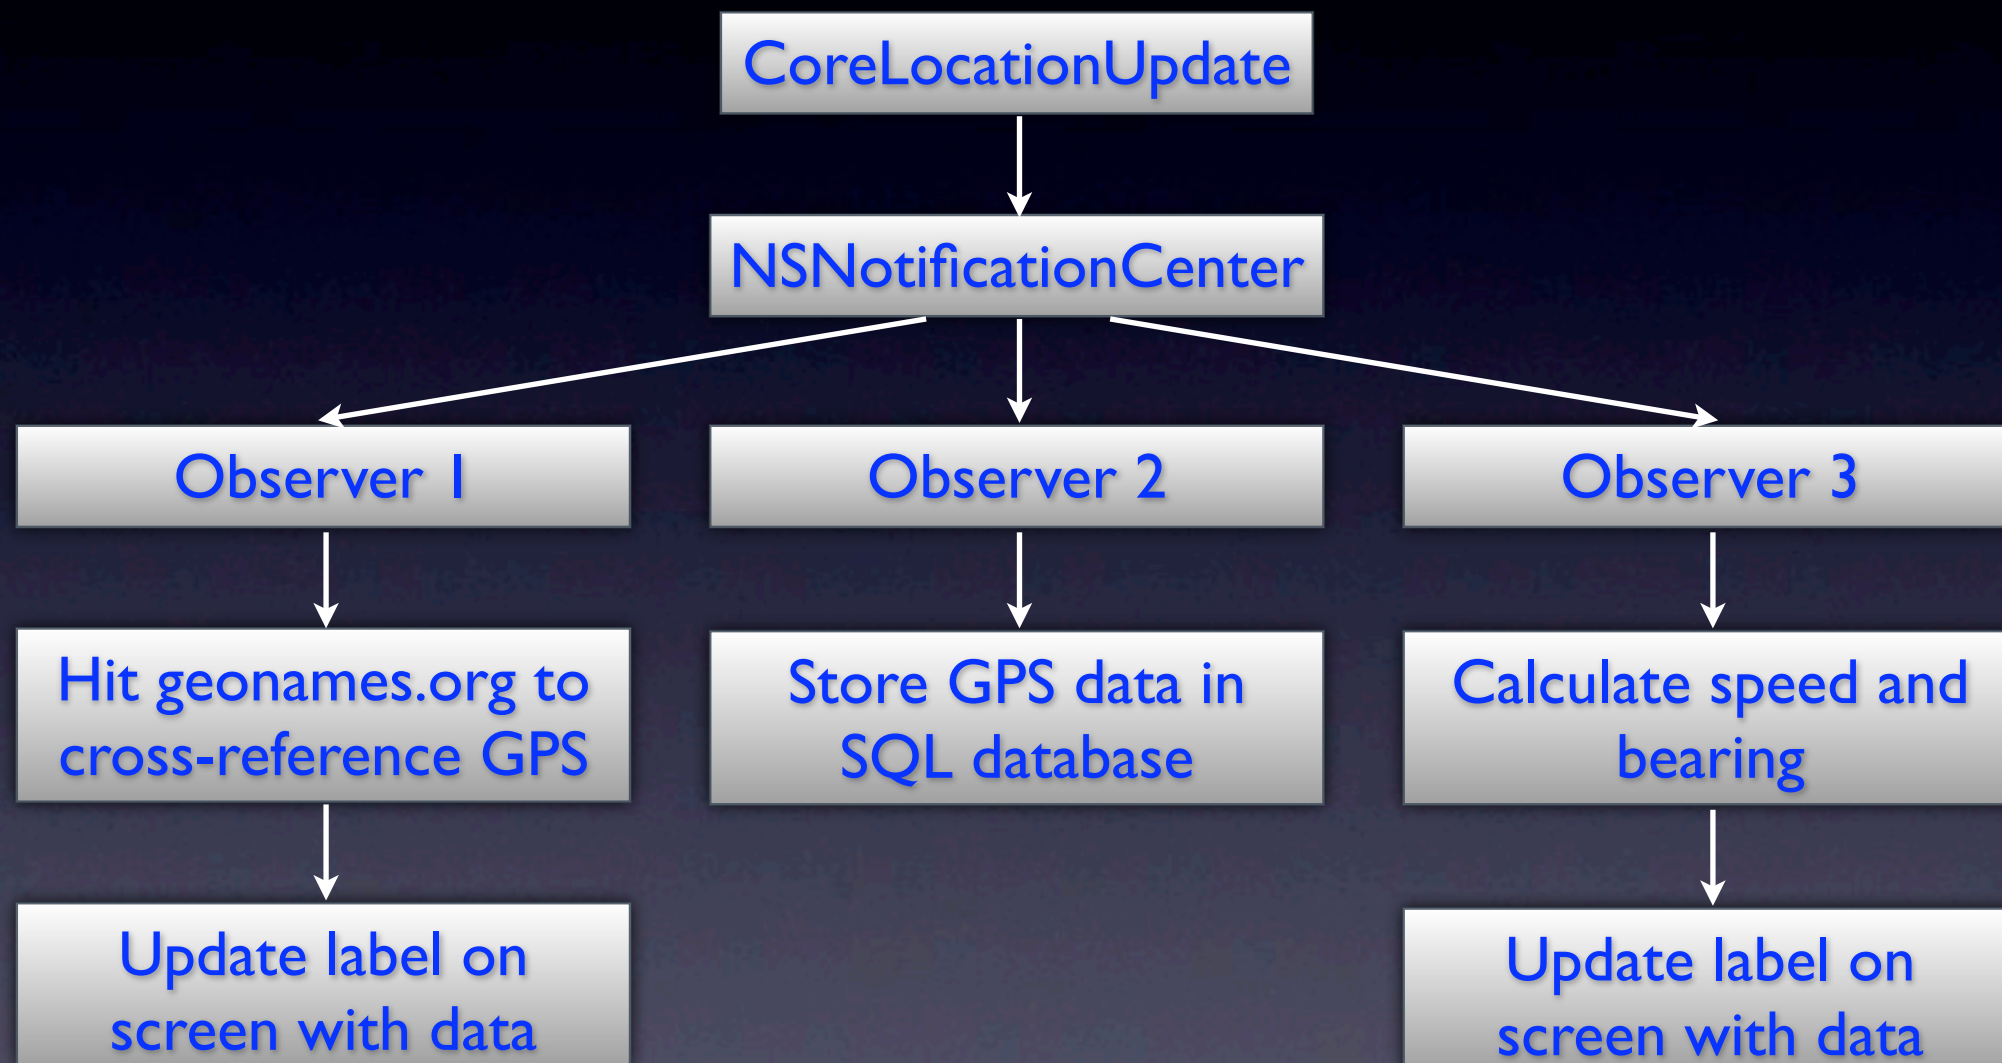 CoreLocationUpdate
NSNotificationCenter
Observer 1
Observer 2
Observer 3
Hit geonames.org to
cross-reference GPS
Store GPS data in
SQL database
Calculate speed and
bearing
Update label on
screen with data
Update label on
screen with data